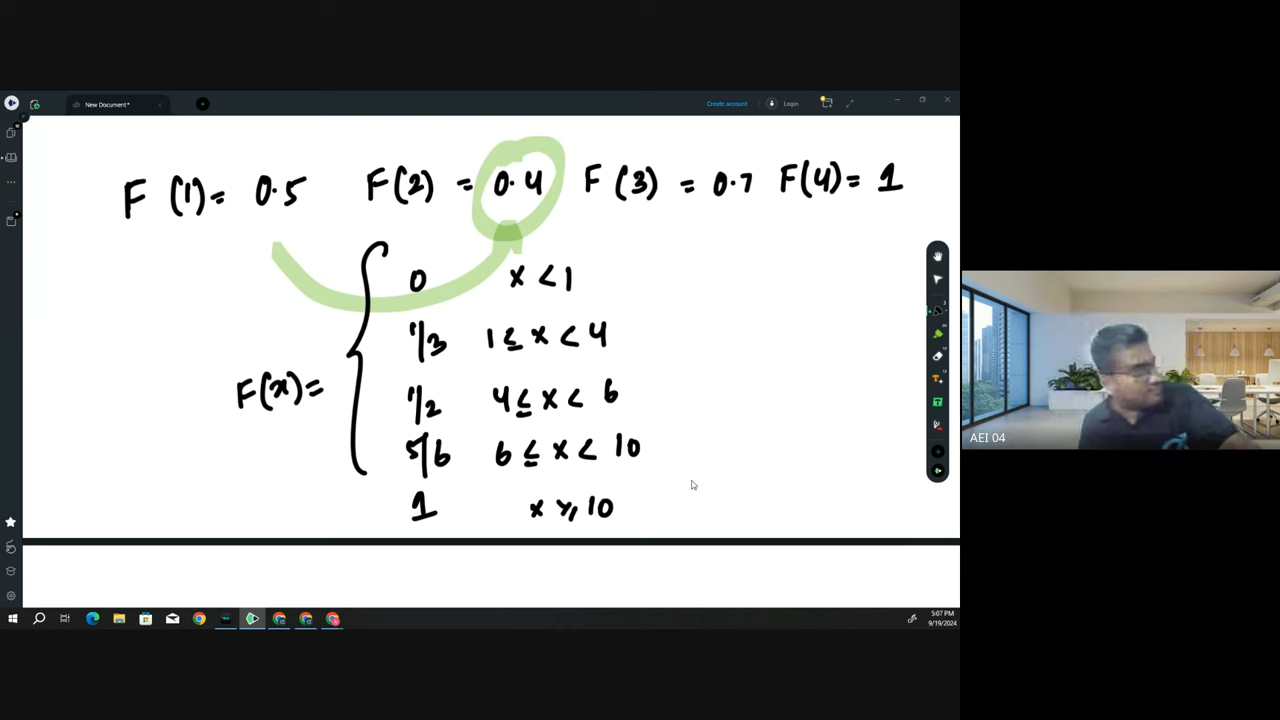 New Document*
Create account
Login
F (1)= 0.5 F(2) = 0.4 F (3) = 0.7 F(4)= 1
0 x < 1
1/3 1 ≤ x < 4
F(x)=
1/2 4 ≤ x < 6
5/6 6 ≤ x < 10
1 x ≥ 10
AEI 04
5:07 PM
9/19/2024